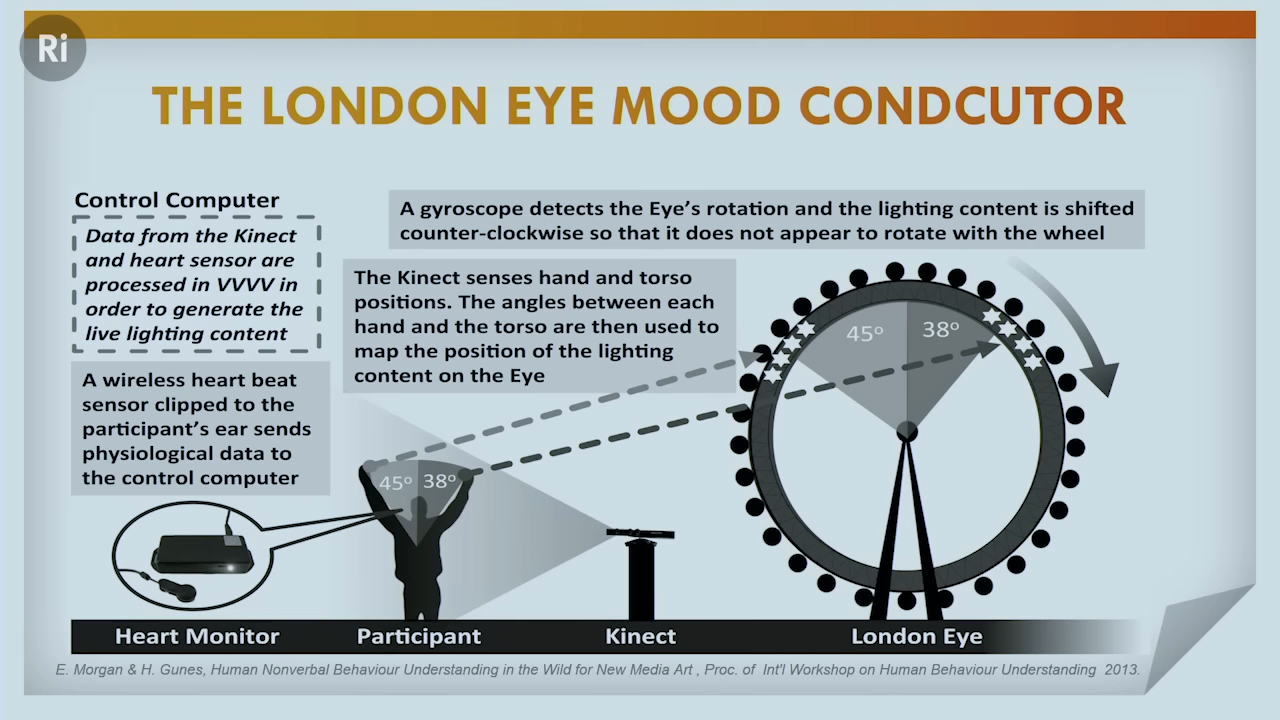 Ri
THE LONDON EYE MOOD CONDCUTOR
Control Computer
Data from the Kinect
and heart sensor are
processed in VVVV in
order to generate the
live lighting content
A gyroscope detects the Eye's rotation and the lighting content is shifted
counter-clockwise so that it does not appear to rotate with the wheel
The Kinect senses hand and torso
positions. The angles between each
hand and the torso are then used to
map the position of the lighting
content on the Eye
A wireless heart beat
sensor clipped to the
participant's ear sends
physiological data to
the control computer
45º 38º
45º 38º
Heart Monitor Participant Kinect London Eye
E. Morgan & H. Gunes, Human Nonverbal Behaviour Understanding in the Wild for New Media Art , Proc. of Int'l Workshop on Human Behaviour Understanding 2013.